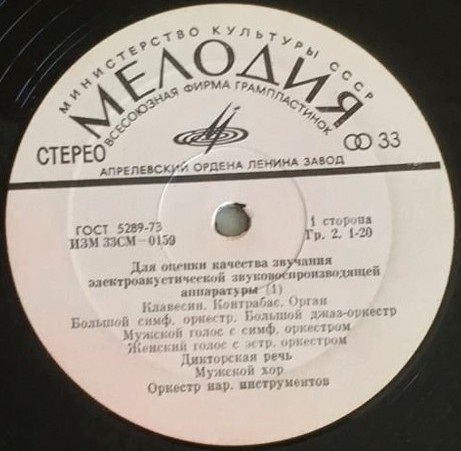 МИНИСТЕРСТВО КУЛЬТУРЫ СССР
МЕЛОДИЯ
ВСЕСОЮЗНАЯ ФИРМА ГРАМПЛАСТИНОК
СТЕРЕО
33
АПРЕЛЕВСКИЙ ОРДЕНА ЛЕНИНА ЗАВОД
ГОСТ 5289-73
ИЗМ 33СМ—0159
1 сторона
Гр. 2. 1-20
Для оценки качества звучания
электроакустической звуковоспроизводящей
аппаратуры (1)
Клавесин. Контрабас. Орган
Большой симф. оркестр. Большой джаз-оркестр
Мужской голос с симф. оркестром
Женский голос с эстр. оркестром
Дикторская речь
Мужской хор
Оркестр нар. инструментов